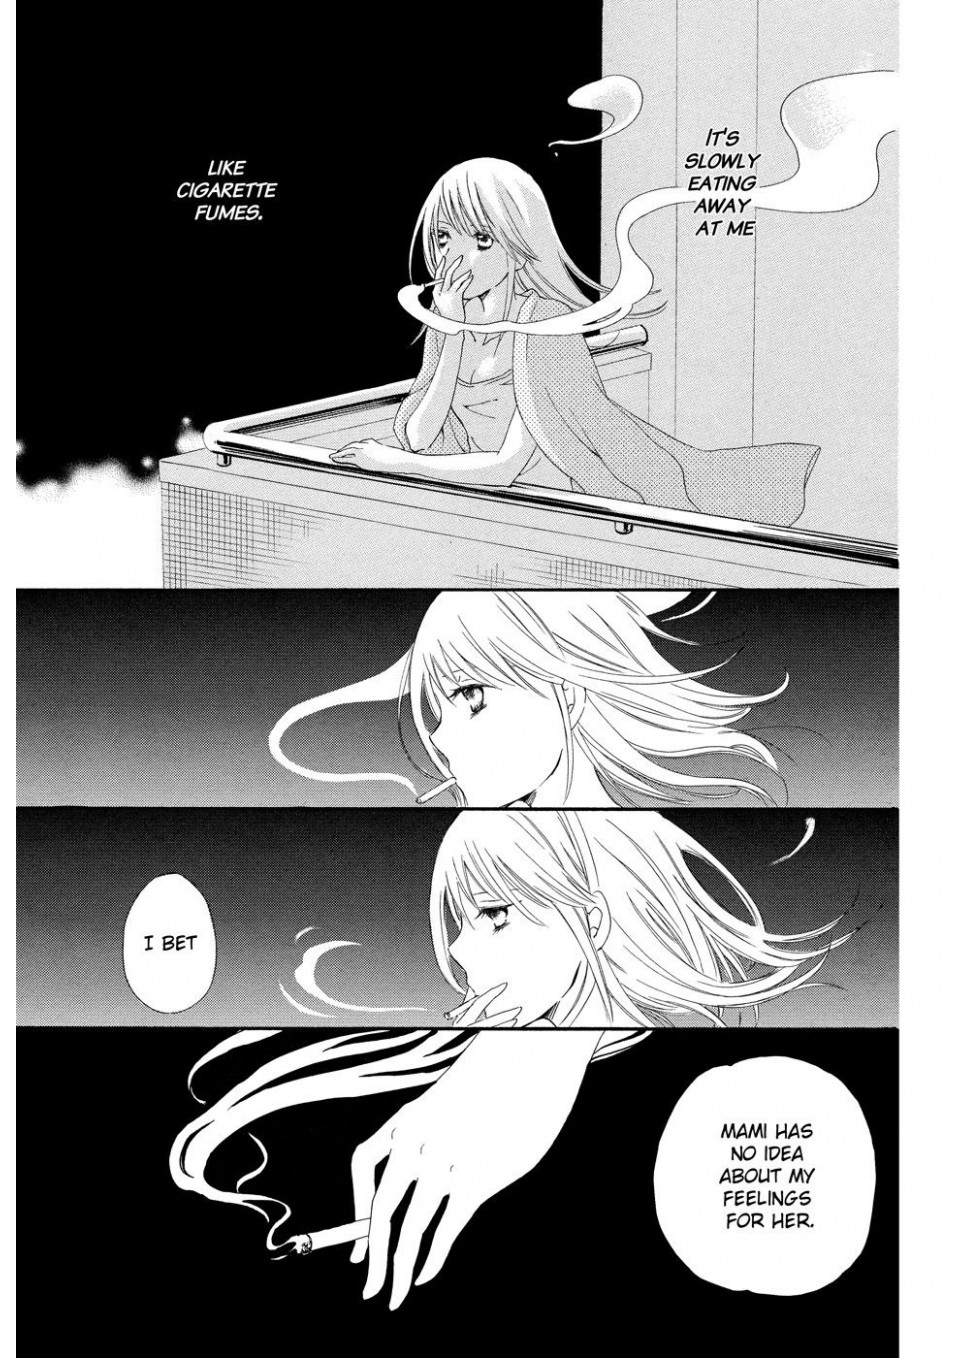 IT'S
SLOWLY
EATING
AWAY
AT ME
LIKE
CIGARETTE
FUMES.
I BET
MAMI HAS
NO IDEA
ABOUT MY
FEELINGS
FOR HER.